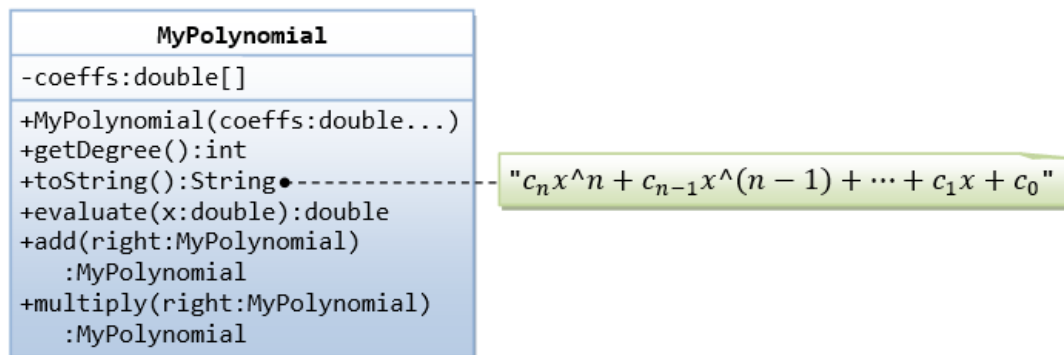 MyPolynomial
-coeffs:double[]
+MyPolynomial(coeffs:double...)
+getDegree():int
+toString():String
"cₙx^n + cₙ₋₁x^(n − 1) + ⋯ + c₁x + c₀"
+evaluate(x:double):double
+add(right:MyPolynomial)
:MyPolynomial
+multiply(right:MyPolynomial)
:MyPolynomial